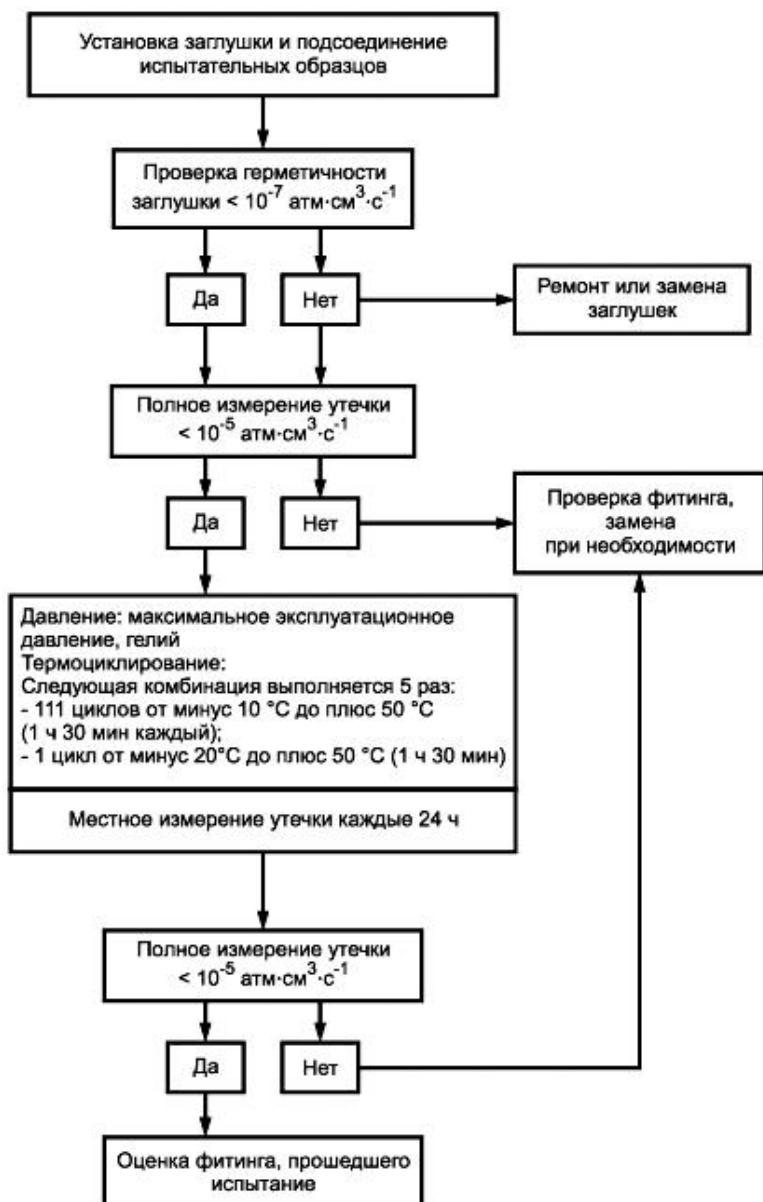 Установка заглушки и подсоединение
испытательных образцов
Проверка герметичности
заглушки < 10⁻⁷ атм·см³·с⁻¹
Да
Нет
Ремонт или замена
заглушек
Полное измерение утечки
< 10⁻⁵ атм·см³·с⁻¹
Да
Нет
Проверка фитинга,
замена
при необходимости
Давление: максимальное эксплуатационное
давление, гелий
Термоциклирование:
Следующая комбинация выполняется 5 раз:
- 111 циклов от минус 10 °С до плюс 50 °С
(1 ч 30 мин каждый);
- 1 цикл от минус 20°С до плюс 50 °С (1 ч 30 мин)
Местное измерение утечки каждые 24 ч
Полное измерение утечки
< 10⁻⁵ атм·см³·с⁻¹
Да
Нет
Оценка фитинга, прошедшего
испытание